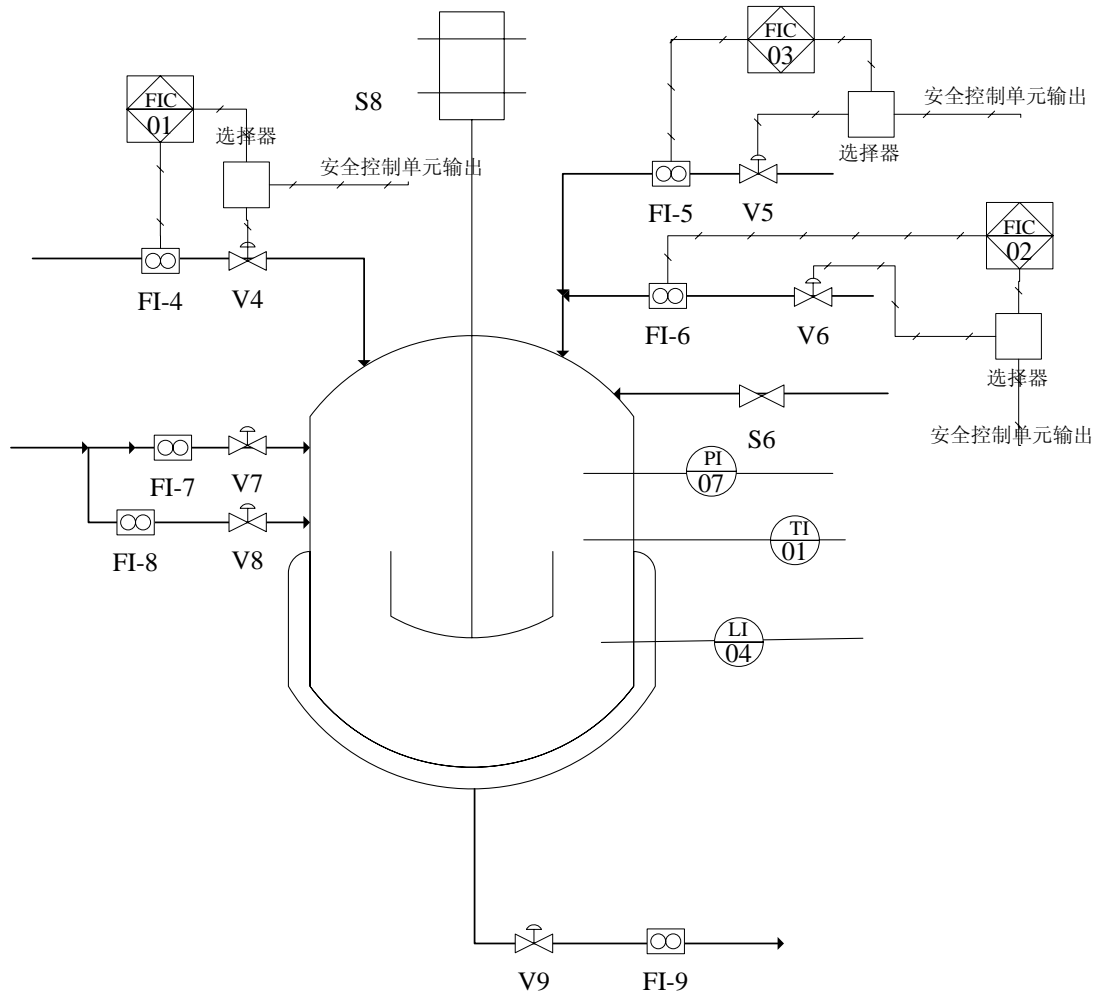 FIC
03
FIC
01
S8
安全控制单元输出
选择器
选择器
安全控制单元输出
FI-5
V5
FIC
02
FI-4
V4
FI-6
V6
选择器
S6
安全控制单元输出
FI-7
V7
PI
07
TI
01
FI-8
V8
LI
04
V9
FI-9